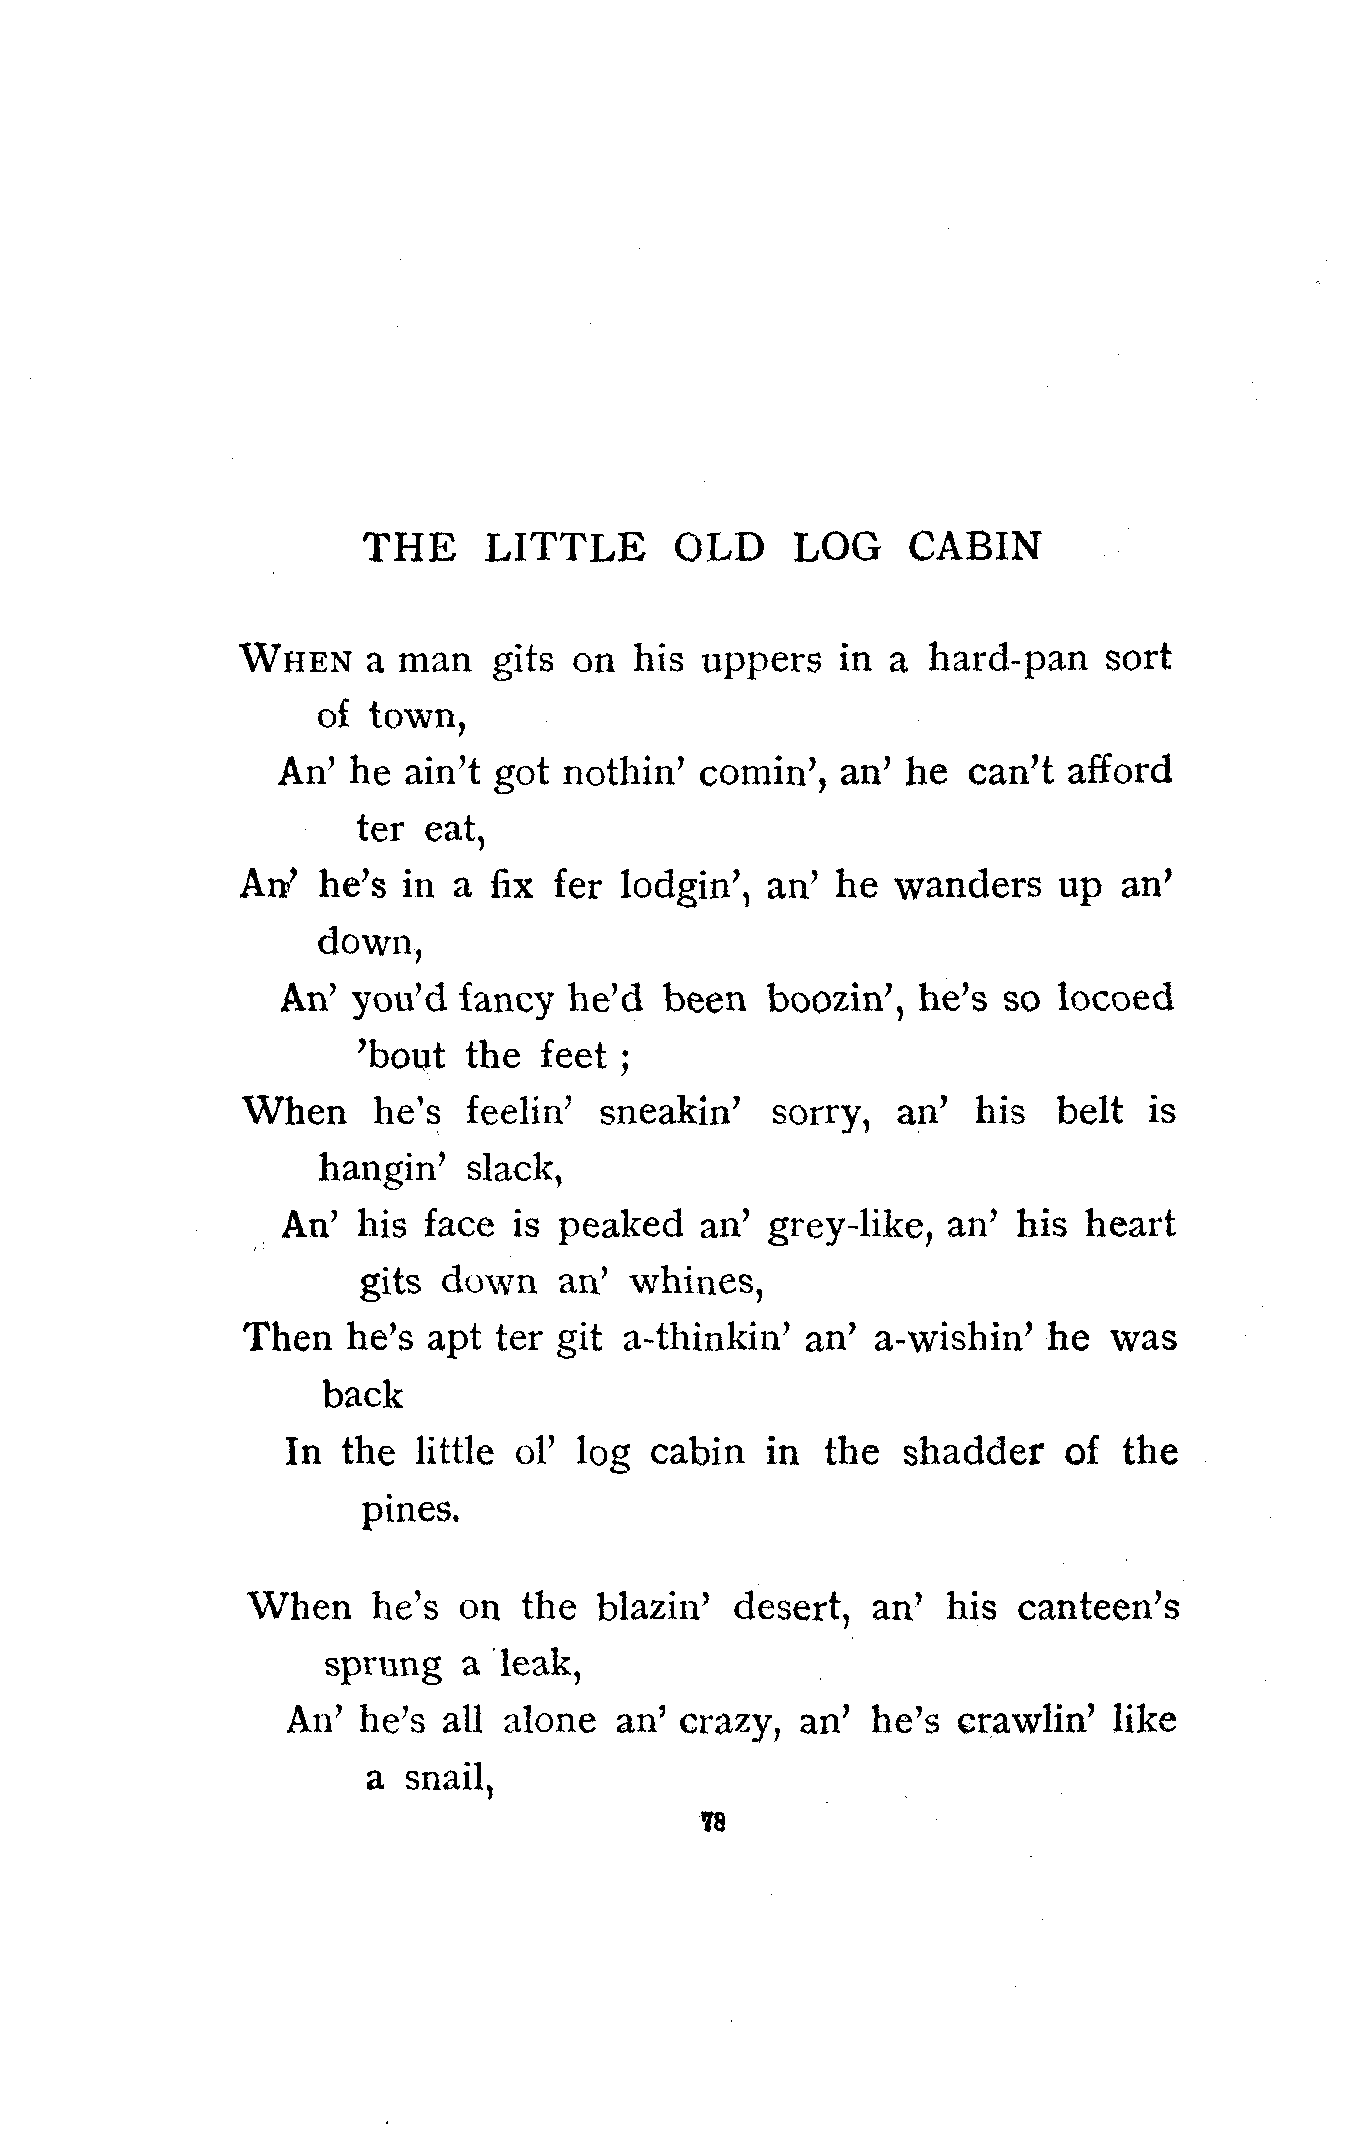 THE LITTLE OLD LOG CABIN
WHEN a man gits on his uppers in a hard-pan sort
of town,
An' he ain't got nothin' comin', an' he can't afford
ter eat,
An' he's in a fix fer lodgin', an' he wanders up an'
down,
An' you'd fancy he'd been boozin', he's so locoed
'bout the feet ;
When he's feelin' sneakin' sorry, an' his belt is
hangin' slack,
An' his face is peaked an' grey-like, an' his heart
gits down an' whines,
Then he's apt ter git a-thinkin' an' a-wishin' he was
back
In the little ol' log cabin in the shadder of the
pines.
When he's on the blazin' desert, an' his canteen's
sprung a leak,
An' he's all alone an' crazy, an' he's crawlin' like
a snail,
78